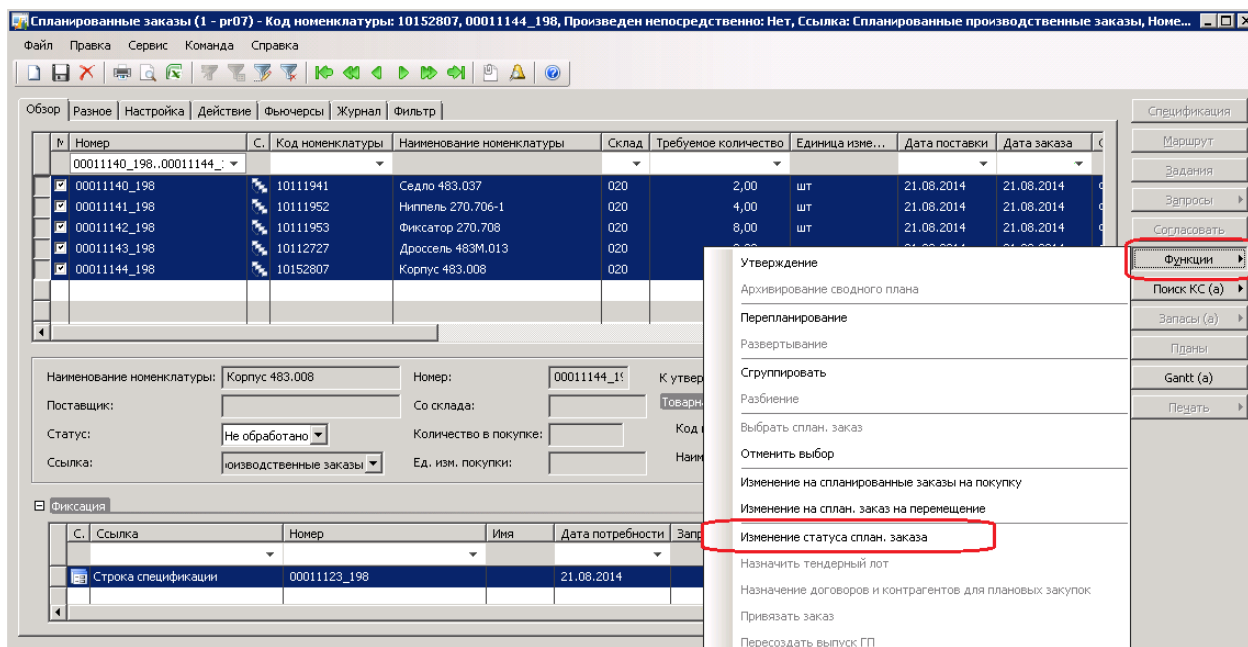 Спланированные заказы (1 - pr07) - Код номенклатуры: 10152807, 00011144_198, Произведен непосредственно: Нет, Ссылка: Спланированные производственные заказы, Номе...
Файл Правка Сервис Команда Справка
Обзор Разное Настройка Действие Фьючерсы Журнал Фильтр
Номер С. Код номенклатуры Наименование номенклатуры Склад Требуемое количество Единица изме... Дата поставки Дата заказа
00011140_198..00011144_:
00011140_198 10111941 Седло 483.037 020 2,00 шт 21.08.2014 21.08.2014
00011141_198 10111952 Ниппель 270.706-1 020 4,00 шт 21.08.2014 21.08.2014
00011142_198 10111953 Фиксатор 270.708 020 8,00 шт 21.08.2014 21.08.2014
00011143_198 10112727 Дроссель 483М.013 020
00011144_198 10152807 Корпус 483.008 020
Спецификация
Маршрут
Задания
Запросы
Согласовать
Функции
Поиск КС (а)
Запасы (а)
Планы
Gantt (а)
Печать
Утверждение
Архивирование сводного плана
Перепланирование
Развертывание
Сгруппировать
Разбиение
Выбрать сплан. заказ
Отменить выбор
Изменение на спланированные заказы на покупку
Изменение на сплан. заказ на перемещение
Изменение статуса сплан. заказа
Назначить тендерный лот
Назначение договоров и контрагентов для плановых закупок
Привязать заказ
Пересоздать выпуск ГП
Наименование номенклатуры: Корпус 483.008 Номер: 00011144_19 К утвер
Поставщик: Со склада: Товарн
Статус: Не обработано Количество в покупке: Код
Ссылка: оизводственные заказы Ед. изм. покупки: Наим
Фиксация
С. Ссылка Номер Имя Дата потребности Запр
Строка спецификации 00011123_198 21.08.2014